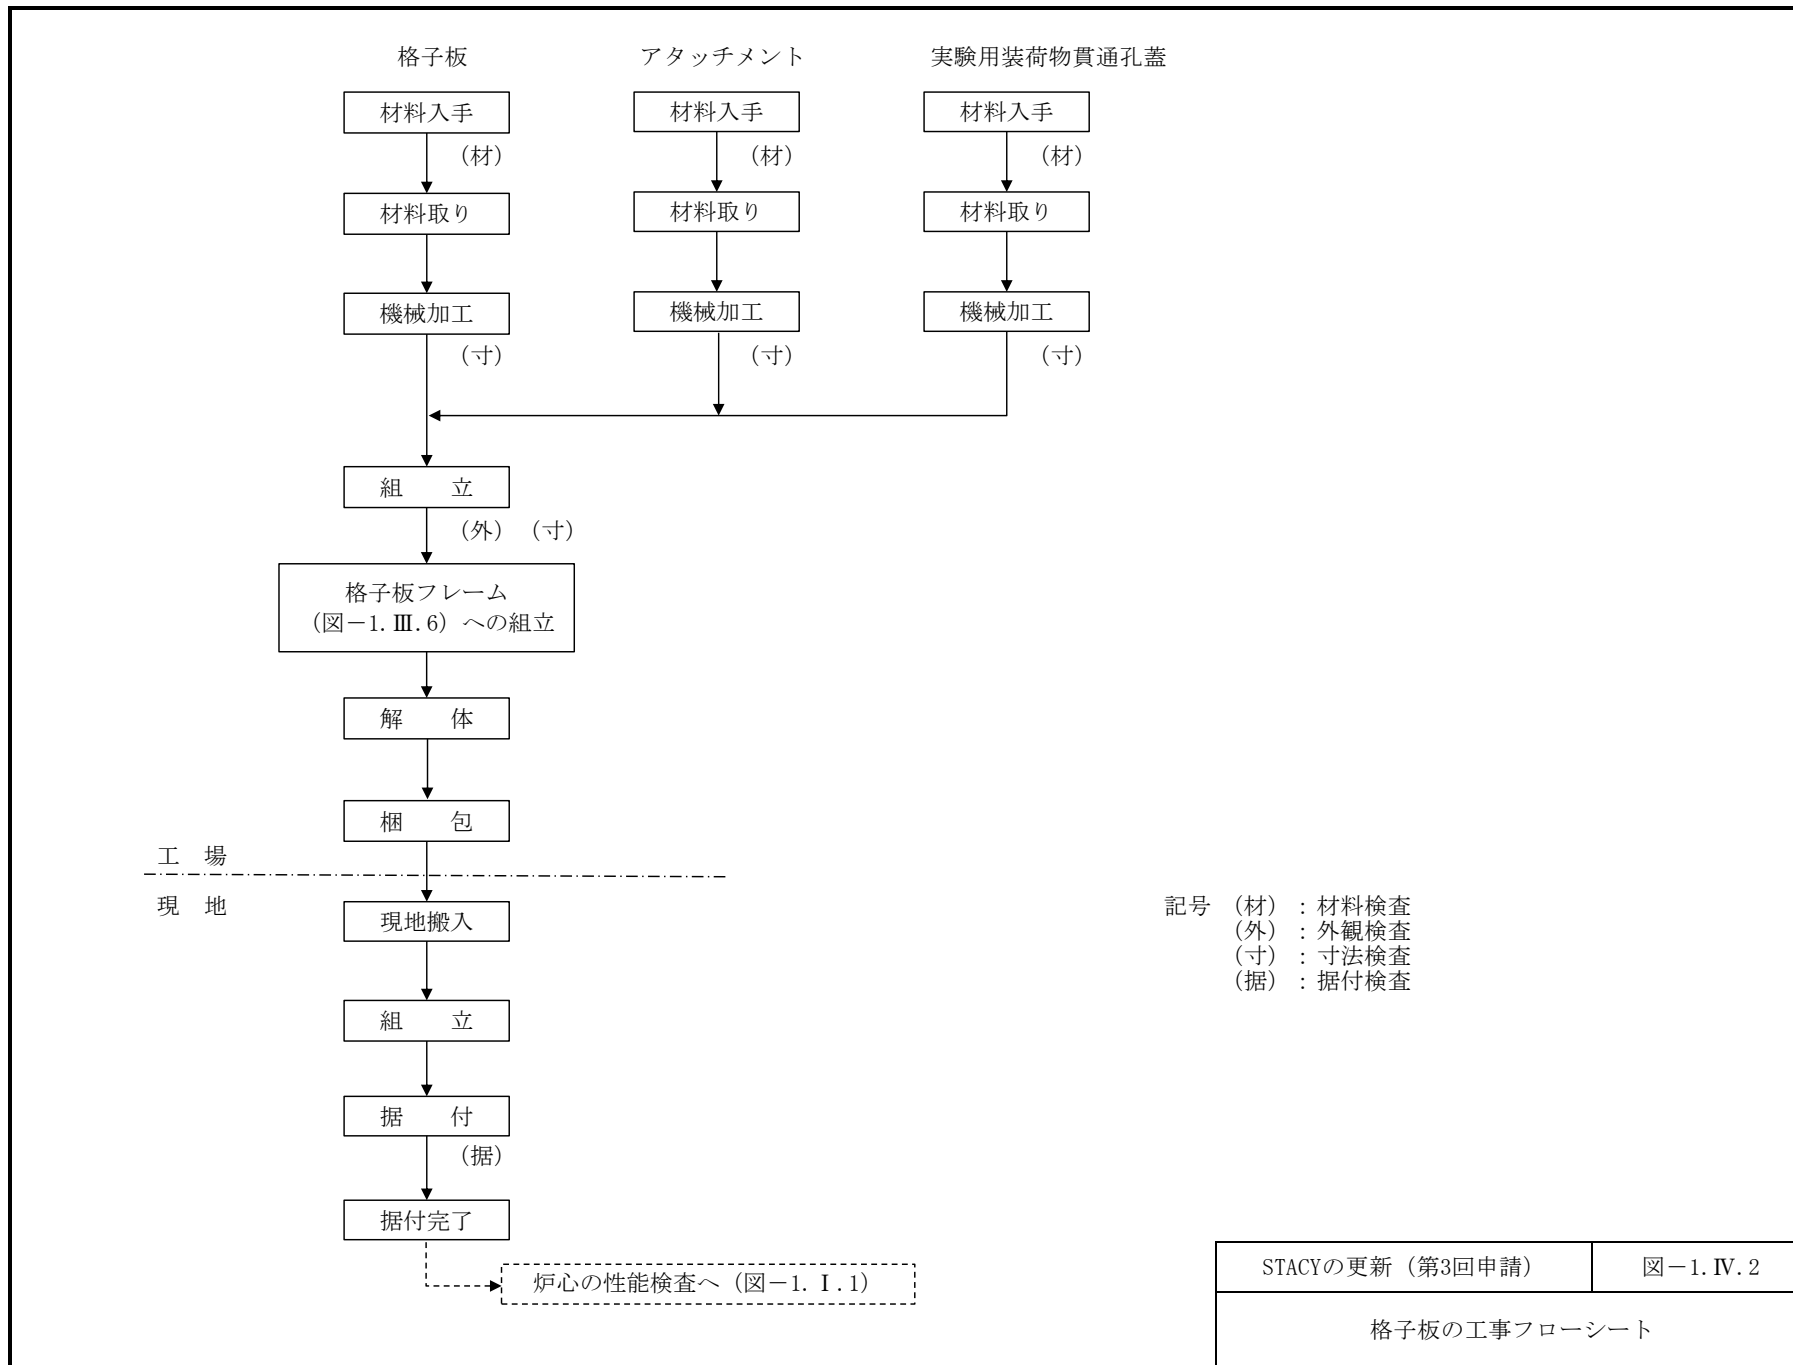 格子板　アタッチメント　実験用装荷物貫通孔蓋
材料入手　材料入手　材料入手
（材）　（材）　（材）
材料取り　材料取り　材料取り
機械加工　機械加工　機械加工
（寸）　（寸）　（寸）
組　　立
（外）（寸）
格子板フレーム
（図－1.Ⅲ.6）への組立
解　　体
梱　　包
工　場
現　地
現地搬入
記号　（材）：材料検査
（外）：外観検査
（寸）：寸法検査
（据）：据付検査
組　　立
据　　付
（据）
据付完了
炉心の性能検査へ（図－1.Ⅰ.1）
STACYの更新（第3回申請）　図－1.Ⅳ.2
格子板の工事フローシート